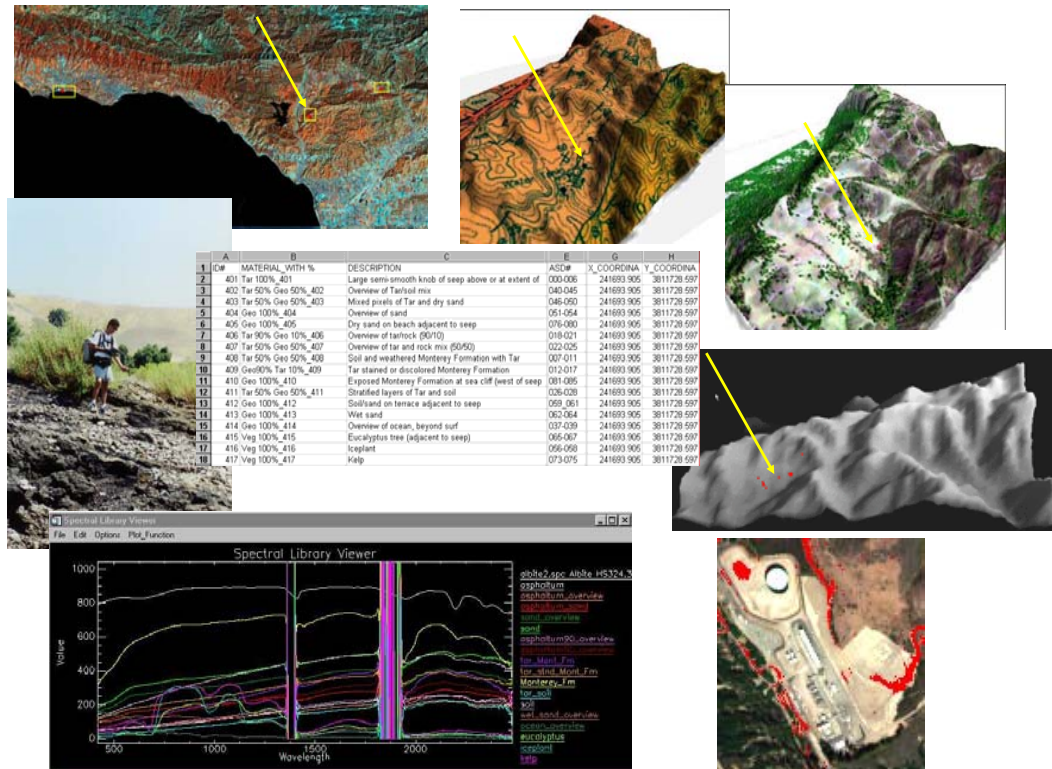 A B C E G H
1 ID# MATERIAL_WITH % DESCRIPTION ASD# X_COORDINA Y_COORDINA
2 401 Tar 100%_401 Large semi-smooth knob of seep above or at extent of 000-006 241693.905 3811728.597
3 402 Tar 50% Geo 50%_402 Overview of Tar/soil mix 040-045 241693.905 3811728.597
4 403 Tar 50% Geo 50%_403 Mixed pixels of Tar and dry sand 046-050 241693.905 3811728.597
5 404 Geo 100%_404 Overview of sand 051-054 241693.905 3811728.597
6 405 Geo 100%_405 Dry sand on beach adjacent to seep 076-080 241693.905 3811728.597
7 406 Tar 90% Geo 10%_406 Overview of tar/rock (90/10) 018-021 241693.905 3811728.597
8 407 Tar 50% Geo 50%_407 Overview of tar and rock mix (50/50) 022-025 241693.905 3811728.597
9 408 Tar 50% Geo 50%_408 Soil and weathered Monterey Formation with Tar 007-011 241693.905 3811728.597
10 409 Geo90% Tar 10%_409 Tar stained or discolored Monterey Formation 012-017 241693.905 3811728.597
11 410 Geo 100%_410 Exposed Monterey Formation at sea cliff (west of seep 081-085 241693.905 3811728.597
12 411 Tar 50% Geo 50%_411 Stratified layers of Tar and soil 026-028 241693.905 3811728.597
13 412 Geo 100%_412 Soil/sand on terrace adjacent to seep 059_061 241693.905 3811728.597
14 413 Geo 100%_413 Wet sand 062-064 241693.905 3811728.597
15 414 Geo 100%_414 Overview of ocean, beyond surf 037-039 241693.905 3811728.597
16 415 Veg 100%_415 Eucalyptus tree (adjacent to seep) 065-067 241693.905 3811728.597
17 416 Veg 100%_416 Iceplant 056-058 241693.905 3811728.597
18 417 Veg 100%_417 Kelp 073-075 241693.905 3811728.597
Spectral Library Viewer
File Edit Options Plot_Function
Spectral Library Viewer
1000
800
600
400
200
0
Value
500 1000 1500 2000
Wavelength
albite2.spc Albite HS324.3
asphaltum
asphaltum_overview
asphaltum_sand
sand_overview
sand
asphaltum90_overview
tar_Mont_Fm
tar_stnd_Mont_Fm
Monterey_Fm
tar_soil
soil
wet_sand_overview
ocean_overview
eucalyptus
iceplant
kelp